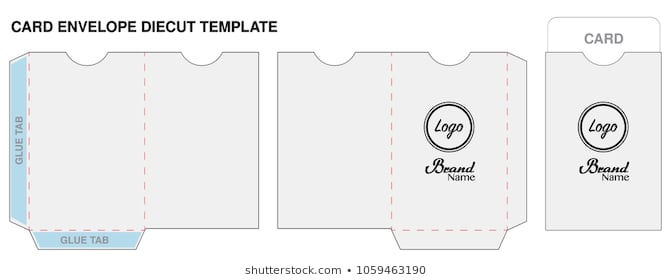 CARD ENVELOPE DIECUT TEMPLATE
GLUE TAB
GLUE TAB
Logo
Brand
Name
CARD
Logo
Brand
Name
shutterstock.com • 1059463190